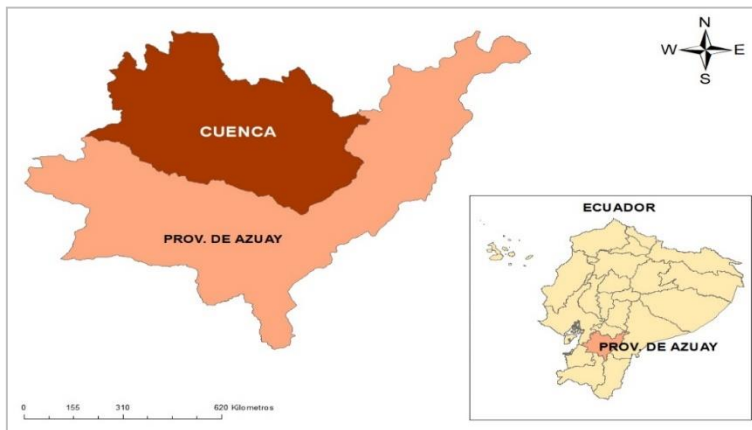 N
W E
S
CUENCA
PROV. DE AZUAY
ECUADOR
PROV. DE AZUAY
0 155 310 620 Kilometros